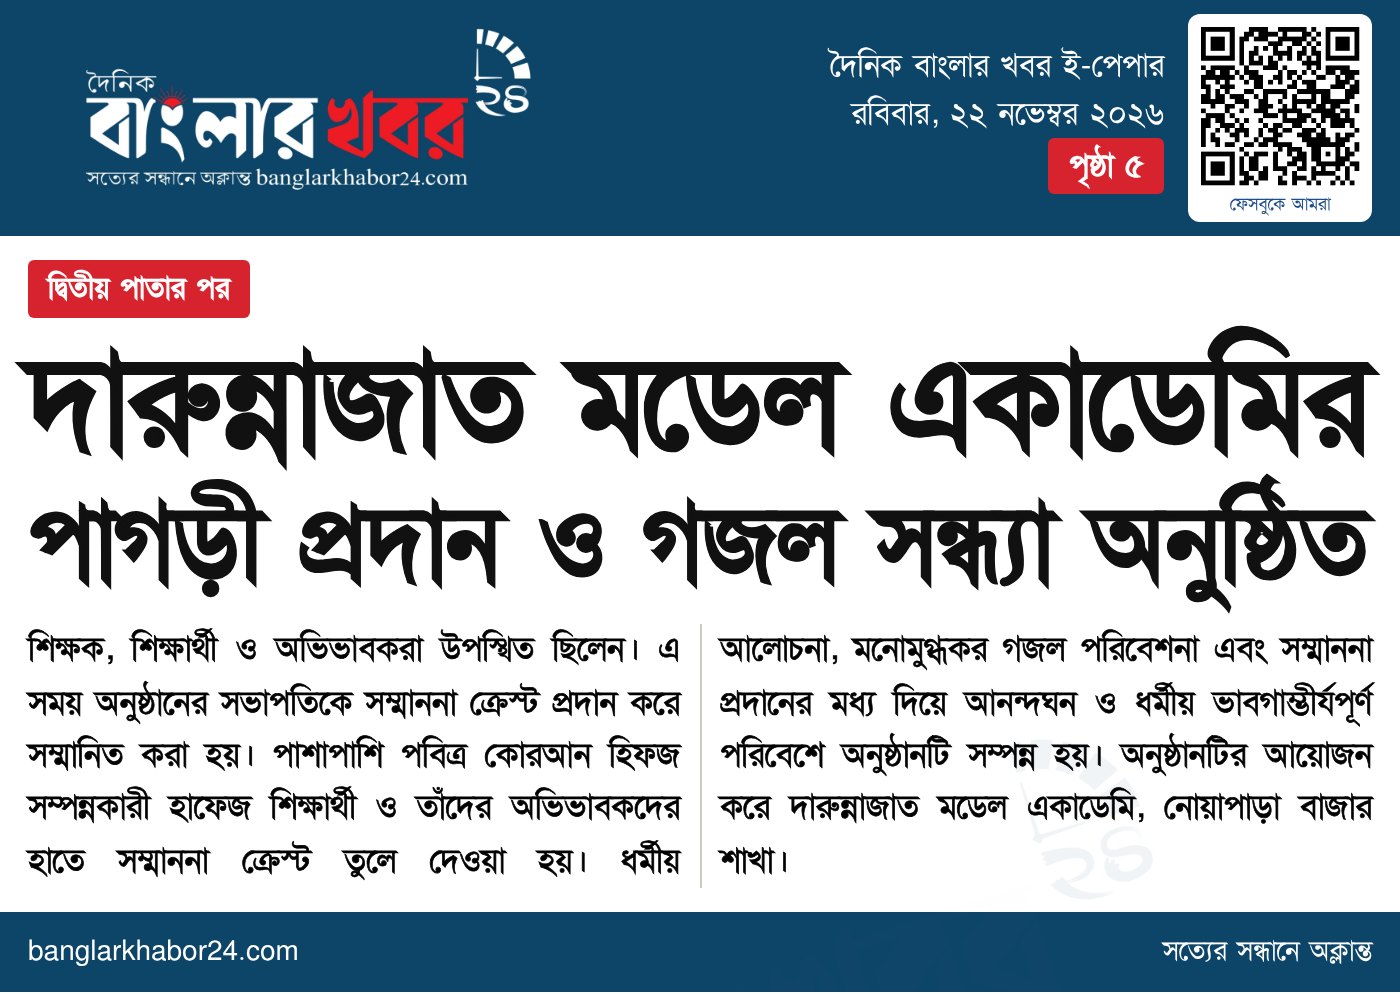 দৈনিক
বাংলার খবর
২৪
সত্যের সন্ধানে অক্লান্ত banglarkhabor24.com
দৈনিক বাংলার খবর ই-পেপার
রবিবার, ২২ নভেম্বর ২০২৬
পৃষ্ঠা ৫
ফেসবুকে আমরা
দ্বিতীয় পাতার পর
দারুন্নাজাত মডেল একাডেমির
পাগড়ী প্রদান ও গজল সন্ধ্যা অনুষ্ঠিত
শিক্ষক, শিক্ষার্থী ও অভিভাবকরা উপস্থিত ছিলেন। এ
সময় অনুষ্ঠানের সভাপতিকে সম্মাননা ক্রেস্ট প্রদান করে
সম্মানিত করা হয়। পাশাপাশি পবিত্র কোরআন হিফজ
সম্পন্নকারী হাফেজ শিক্ষার্থী ও তাঁদের অভিভাবকদের
হাতে সম্মাননা ক্রেস্ট তুলে দেওয়া হয়। ধর্মীয়
আলোচনা, মনোমুগ্ধকর গজল পরিবেশনা এবং সম্মাননা
প্রদানের মধ্য দিয়ে আনন্দঘন ও ধর্মীয় ভাবগাম্ভীর্যপূর্ণ
পরিবেশে অনুষ্ঠানটি সম্পন্ন হয়। অনুষ্ঠানটির আয়োজন
করে দারুন্নাজাত মডেল একাডেমি, নোয়াপাড়া বাজার
শাখা।
২৪
banglarkhabor24.com
সত্যের সন্ধানে অক্লান্ত